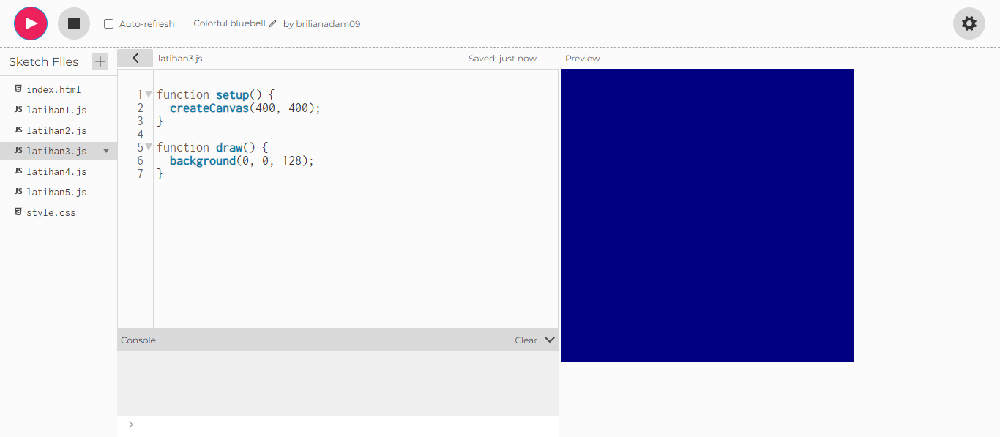 Auto-refresh Colorful bluebell by brilianadam09
Sketch Files
index.html
latihan1.js
latihan2.js
latihan3.js
latihan4.js
latihan5.js
style.css
latihan3.js Saved: just now
1 function setup() {
2 createCanvas(400, 400);
3 }
4
5 function draw() {
6 background(0, 0, 128);
7 }
Console Clear
>
Preview